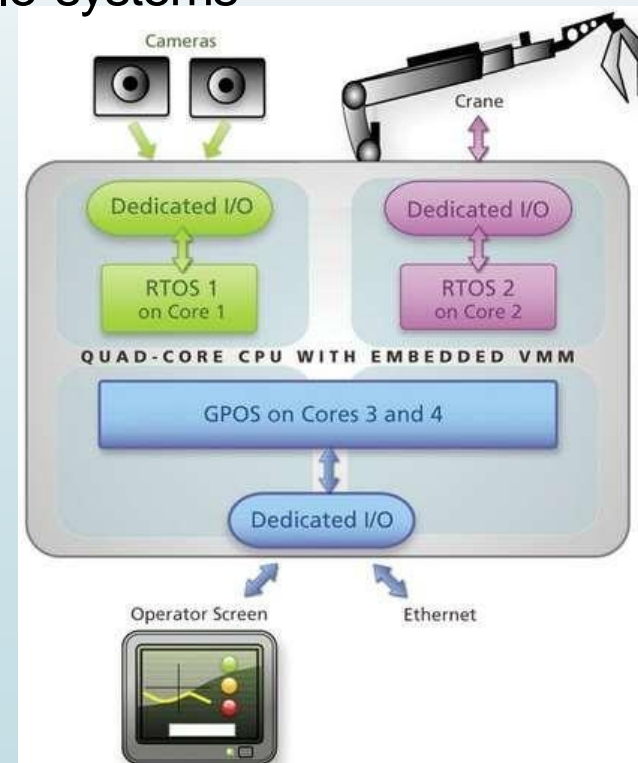 systems
Cameras
Crane
Dedicated I/O
Dedicated I/O
RTOS 1
on Core 1
RTOS 2
on Core 2
QUAD-CORE CPU WITH EMBEDDED VMM
GPOS on Cores 3 and 4
Dedicated I/O
Operator Screen
Ethernet